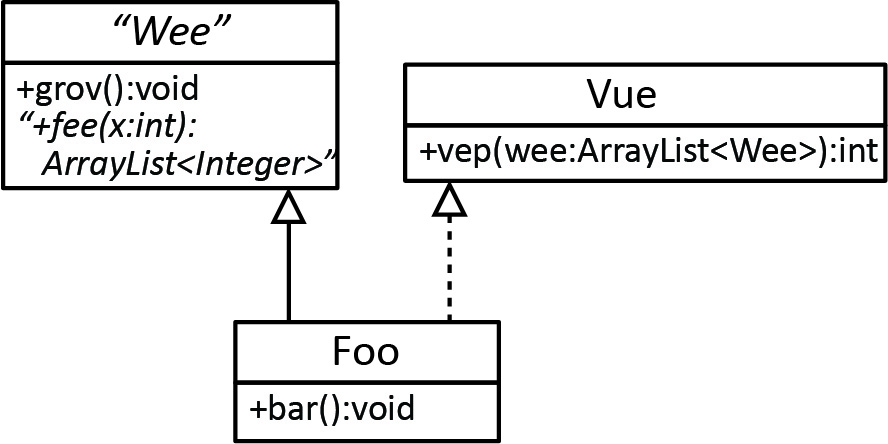 “Wee”
+grov():void
“+fee(x:int):
ArrayList<Integer>”
Vue
+vep(wee:ArrayList<Wee>):int
Foo
+bar():void